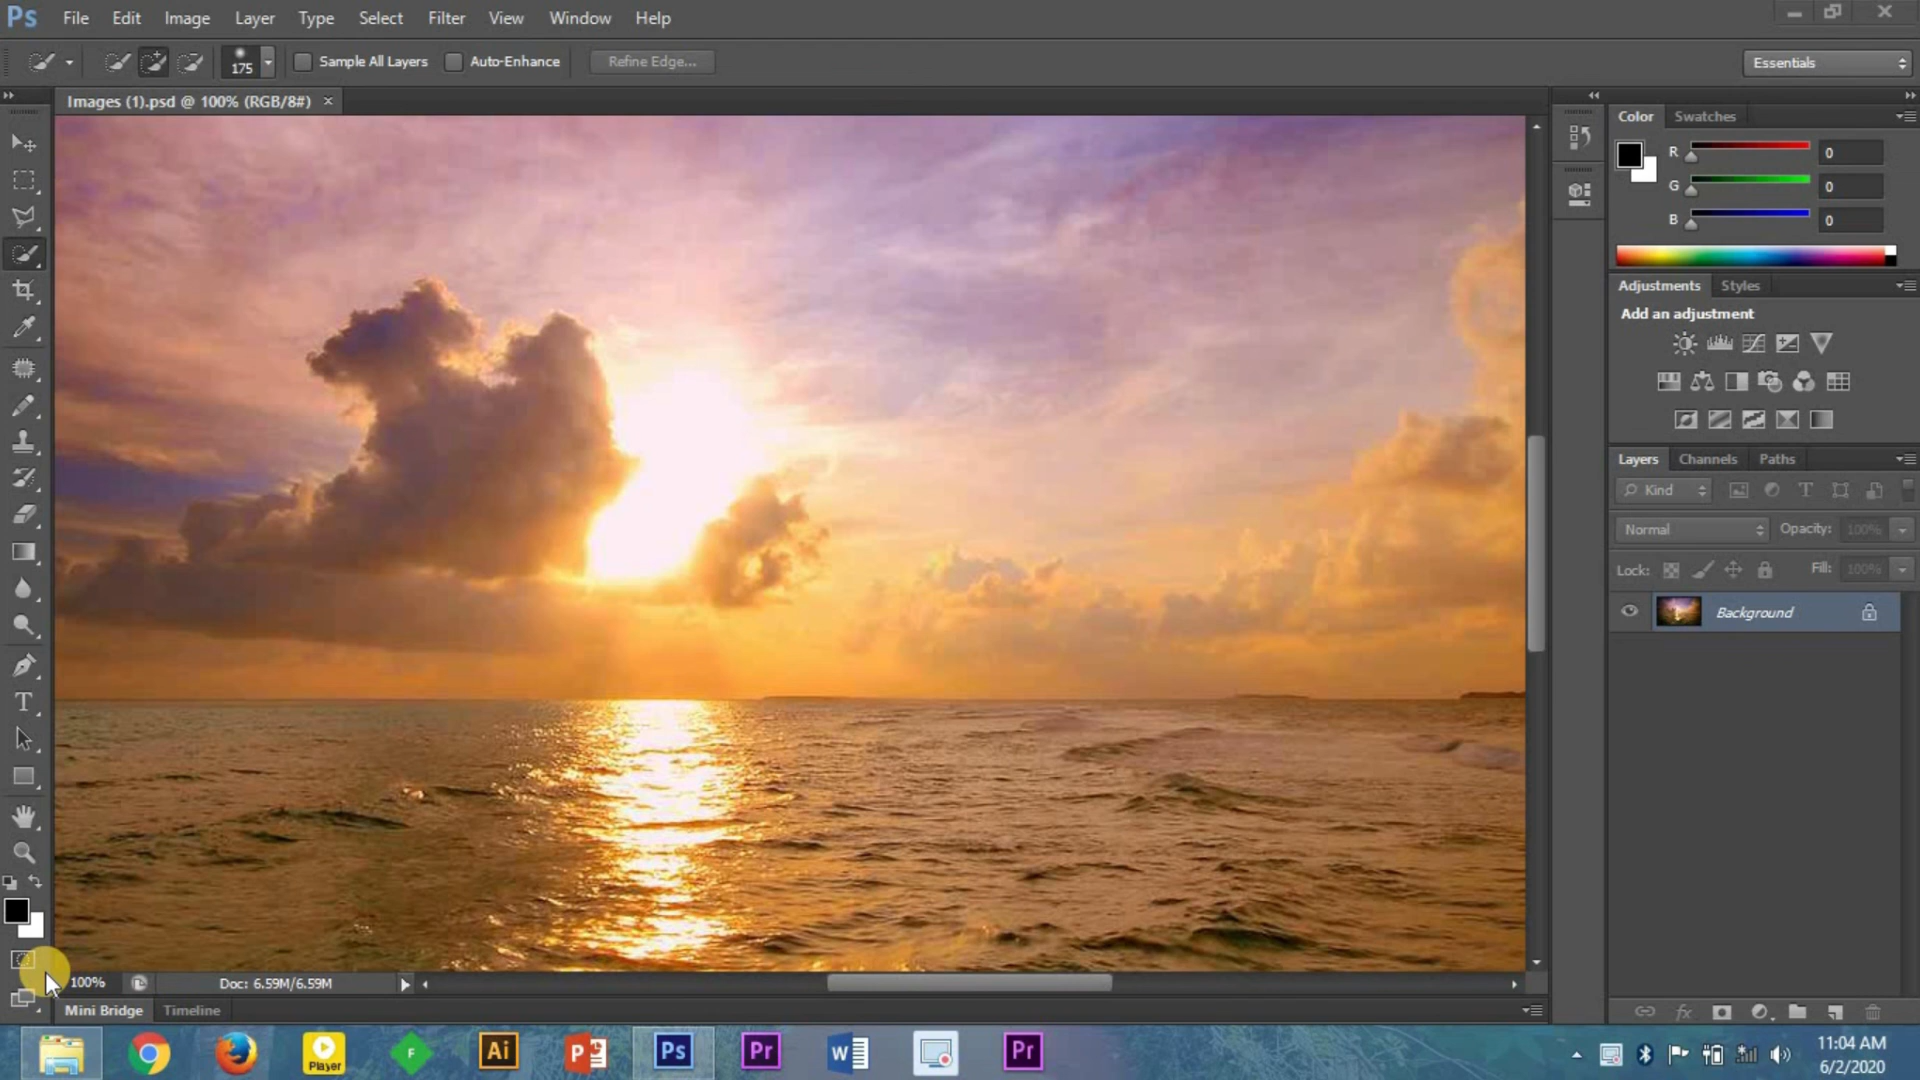 Ps File Edit Image Layer Type Select Filter View Window Help
175 Sample All Layers Auto-Enhance Refine Edge... Essentials
Images (1).psd @ 100% (RGB/8#) ×
Color Swatches
R 0
G 0
B 0
Adjustments Styles
Add an adjustment
Layers Channels Paths
Kind
Normal Opacity: 100%
Lock: Fill: 100%
Background
100% Doc: 6.59M/6.59M
Mini Bridge Timeline
Player F Ai P Ps Pr W Pr
11:04 AM
6/2/2020